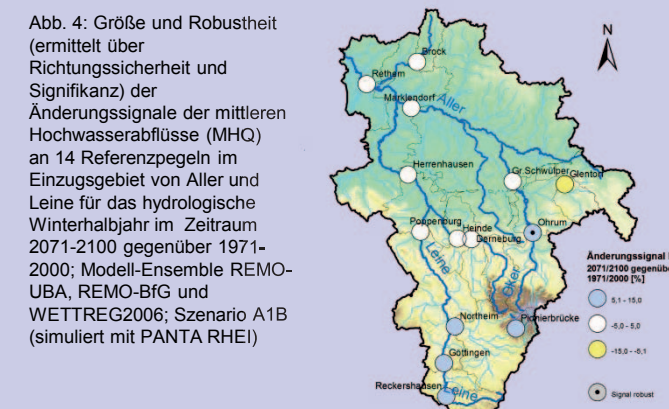 Abb. 4: Größe und Robustheit
(ermittelt über
Richtungssicherheit und
Signifikanz) der
Änderungssignale der mittleren
Hochwasserabflüsse (MHQ)
an 14 Referenzpegeln im
Einzugsgebiet von Aller und
Leine für das hydrologische
Winterhalbjahr im Zeitraum
2071-2100 gegenüber 1971-
2000; Modell-Ensemble REMO-
UBA, REMO-BfG und
WETTREG2006; Szenario A1B
(simuliert mit PANTA RHEI)
N
Brock
Rethem
Aller
Marklendorf
Herrenhausen
Gr.Schwülper
Glentorf
Poppenburg
Heinde
Derneburg
Ohrum
Leine
Oker
Northeim
Pionierbrücke
Göttingen
Reckershausen
Leine
Änderungssignal
2071/2100 gegenübe
1971/2000 [%]
5,1 - 15,0
-5,0 - 5,0
-15,0 - -5,1
Signal robust